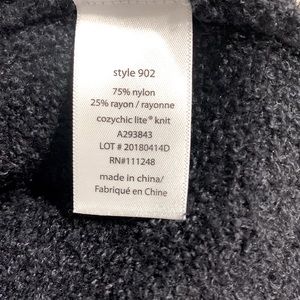 style 902
75% nylon
25% rayon / rayonne
cozychic lite® knit
A293843
LOT # 20180414D
RN#111248
made in china/
Fabriqué en Chine